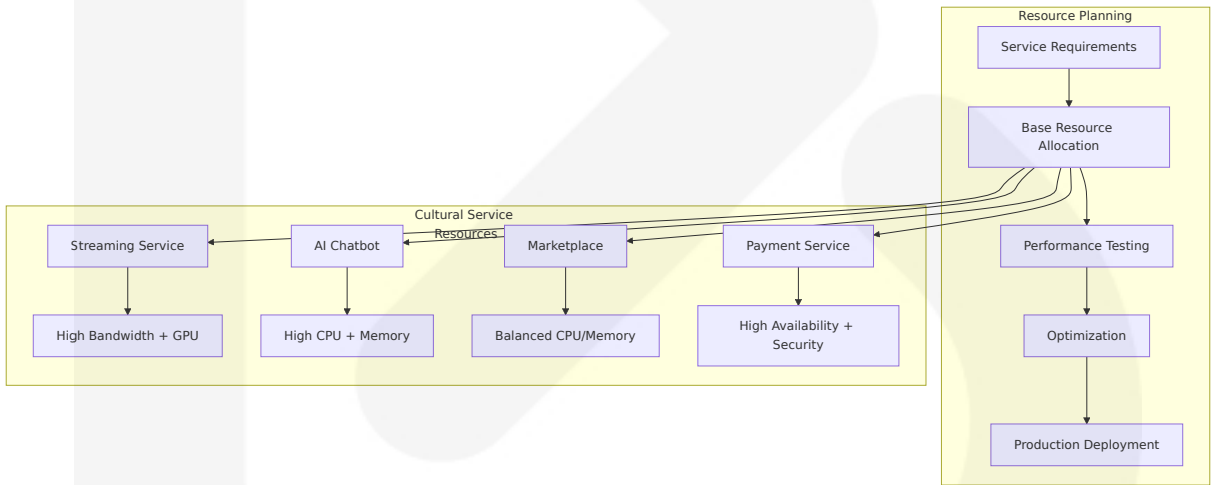 Resource Planning
Service Requirements
Base Resource
Allocation
Cultural Service
Resources
Streaming Service
AI Chatbot
Marketplace
Payment Service
Performance Testing
High Bandwidth + GPU
High CPU + Memory
Balanced CPU/Memory
High Availability +
Security
Optimization
Production Deployment